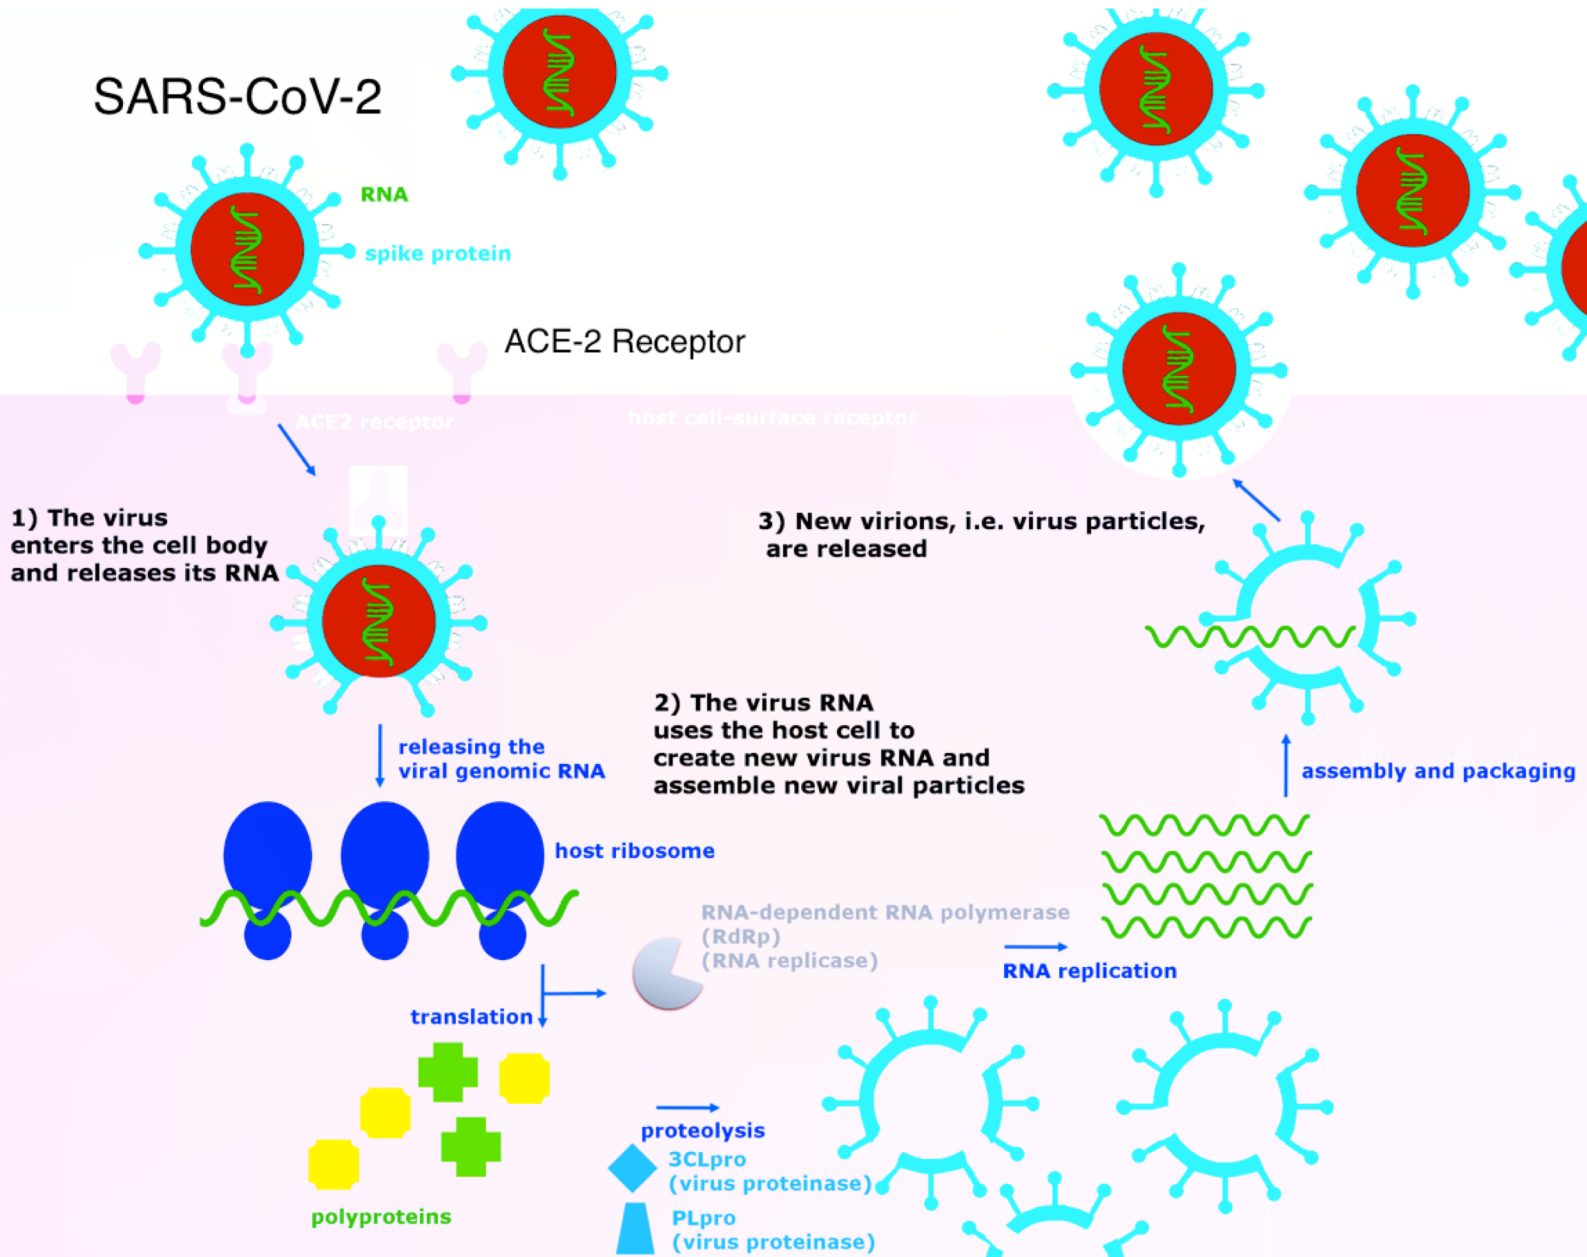 SARS-CoV-2
RNA
spike protein
ACE-2 Receptor
ACE2 receptor
host cell-surface receptor
1) The virus
enters the cell body
and releases its RNA
3) New virions, i.e. virus particles,
are released
releasing the
viral genomic RNA
2) The virus RNA
uses the host cell to
create new virus RNA and
assemble new viral particles
assembly and packaging
host ribosome
RNA-dependent RNA polymerase
(RdRp)
(RNA replicase)
RNA replication
translation
proteolysis
3CLpro
(virus proteinase)
polyproteins
PLpro
(virus proteinase)